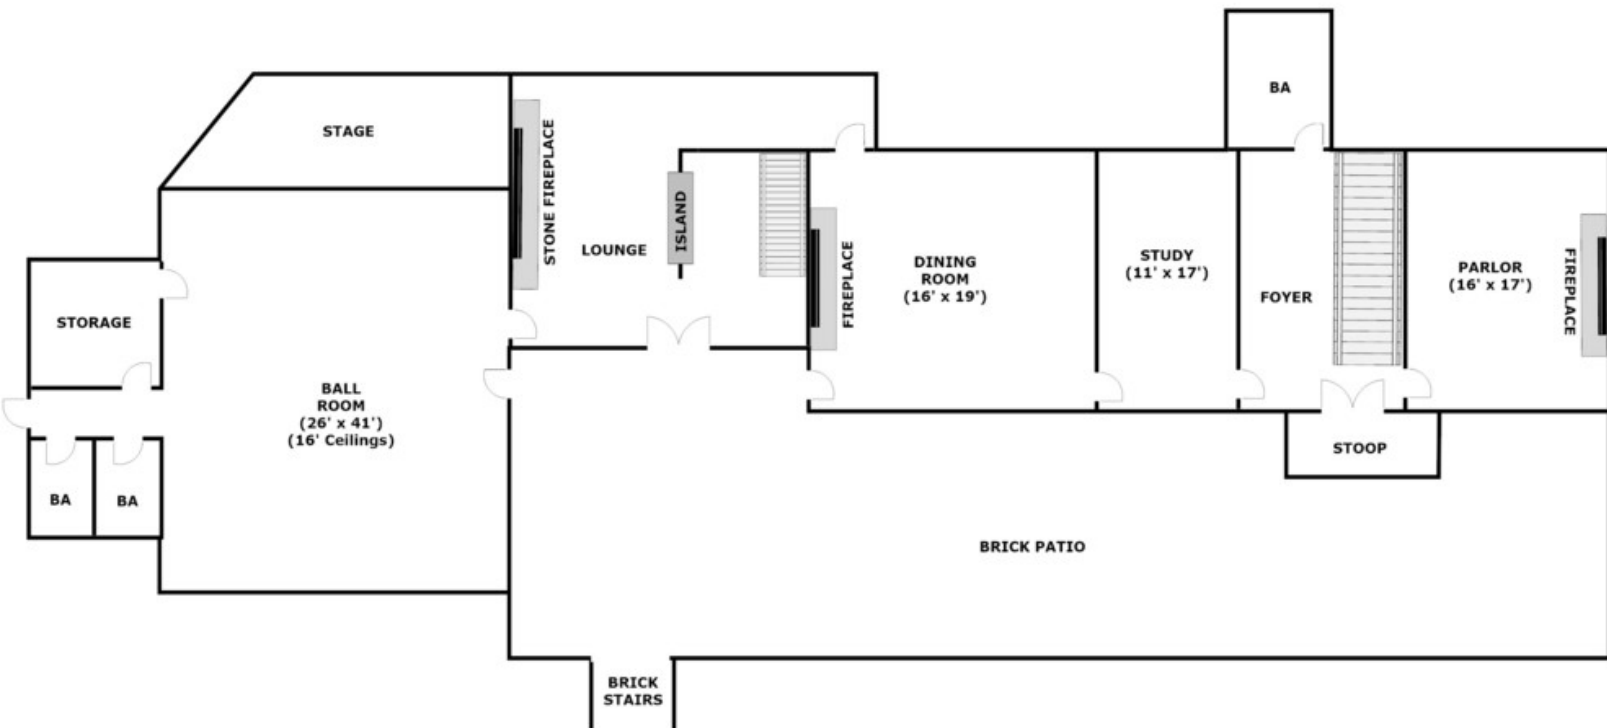 BA
STAGE
STONE FIREPLACE
ISLAND
LOUNGE
FIREPLACE
DINING
ROOM
(16' x 19')
STUDY
(11' x 17')
FOYER
PARLOR
(16' x 17')
FIREPLACE
STORAGE
BALL
ROOM
(26' x 41')
(16' Ceilings)
STOOP
BA
BA
BRICK PATIO
BRICK
STAIRS